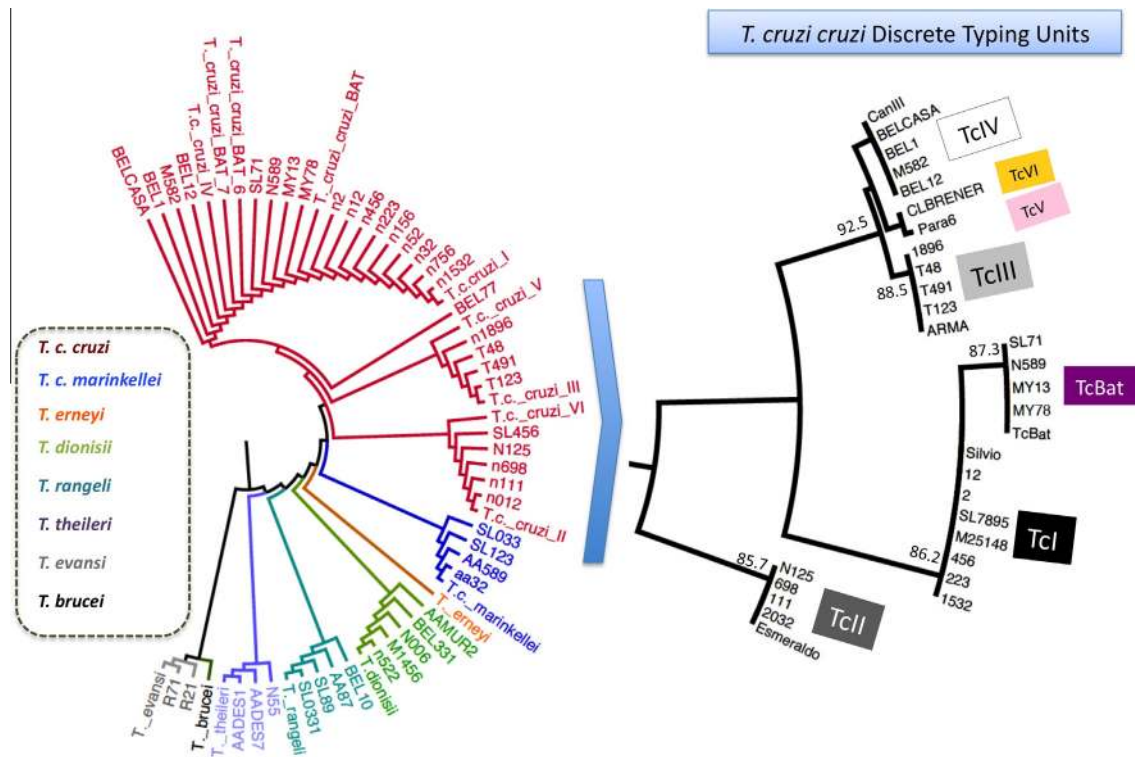 T. cruzi cruzi Discrete Typing Units
BELCASA
BEL1
M582
BEL12
T.c._cruzi_IV
T._cruzi_cruzi_BAT_7
T._cruzi_cruzi_BAT_6
SL71
N589
MY13
MY78
T._cruzi_cruzi_BAT
n2
n12
n456
n223
n156
n52
n32
n756
n1532
T.c.cruzi_I
BEL77
T.c._cruzi_V
n1896
T48
T491
T123
T.c._cruzi_III
T.c._cruzi_VI
SL456
N125
n698
n111
n012
T.c._cruzi_II
SL033
SL123
AA589
aa32
T.c._marinkellei
T._erneyi
AAMUR2
BEL331
N006
M1456
n522
T.dionisii
BEL10
AA87
SL89
SL0331
T._rangeli
N55
AADES7
AADES1
T._theileri
T._brucei
R21
R71
T._evansi
T. c. cruzi
T. c. marinkellei
T. erneyi
T. dionisii
T. rangeli
T. theileri
T. evansi
T. brucei
CanIII
BELCASA
BEL1
M582
BEL12
TcIV
CLBRENER
TcVI
Para6
TcV
92.5
1896
T48
T491
T123
ARMA
TcIII
88.5
87.3
SL71
N589
MY13
MY78
TcBat
TcBat
Silvio
12
2
SL7895
M25148
456
223
1532
TcI
86.2
85.7
N125
698
111
2032
Esmeraldo
TcII